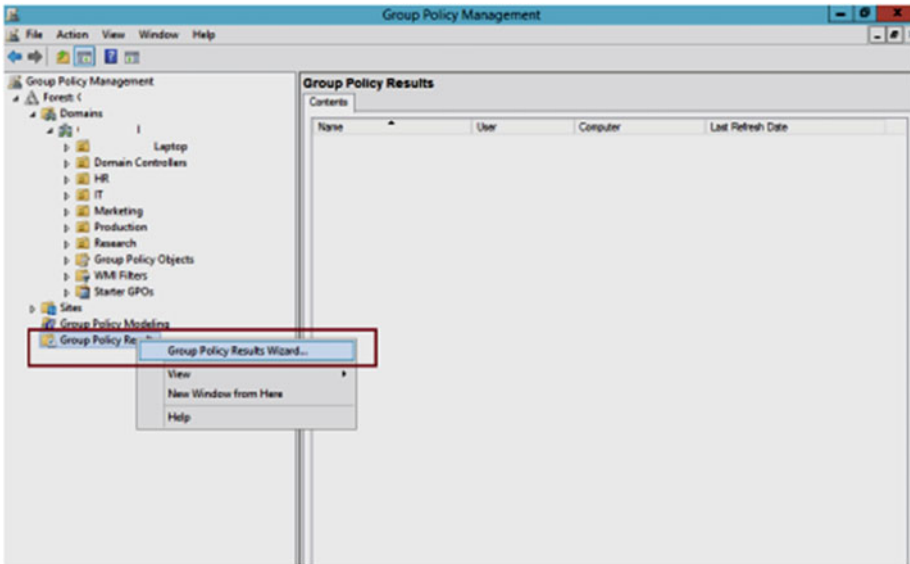 Group Policy Management
File Action View Window Help
Group Policy Management
Forest: (
Domains
Laptop
Domain Controllers
HR
IT
Marketing
Production
Research
Group Policy Objects
WMI Filters
Starter GPOs
Sites
Group Policy Modeling
Group Policy
Group Policy Results Wizard...
View
New Window from Here
Help
Group Policy Results
Contents
Name User Computer Last Refresh Date